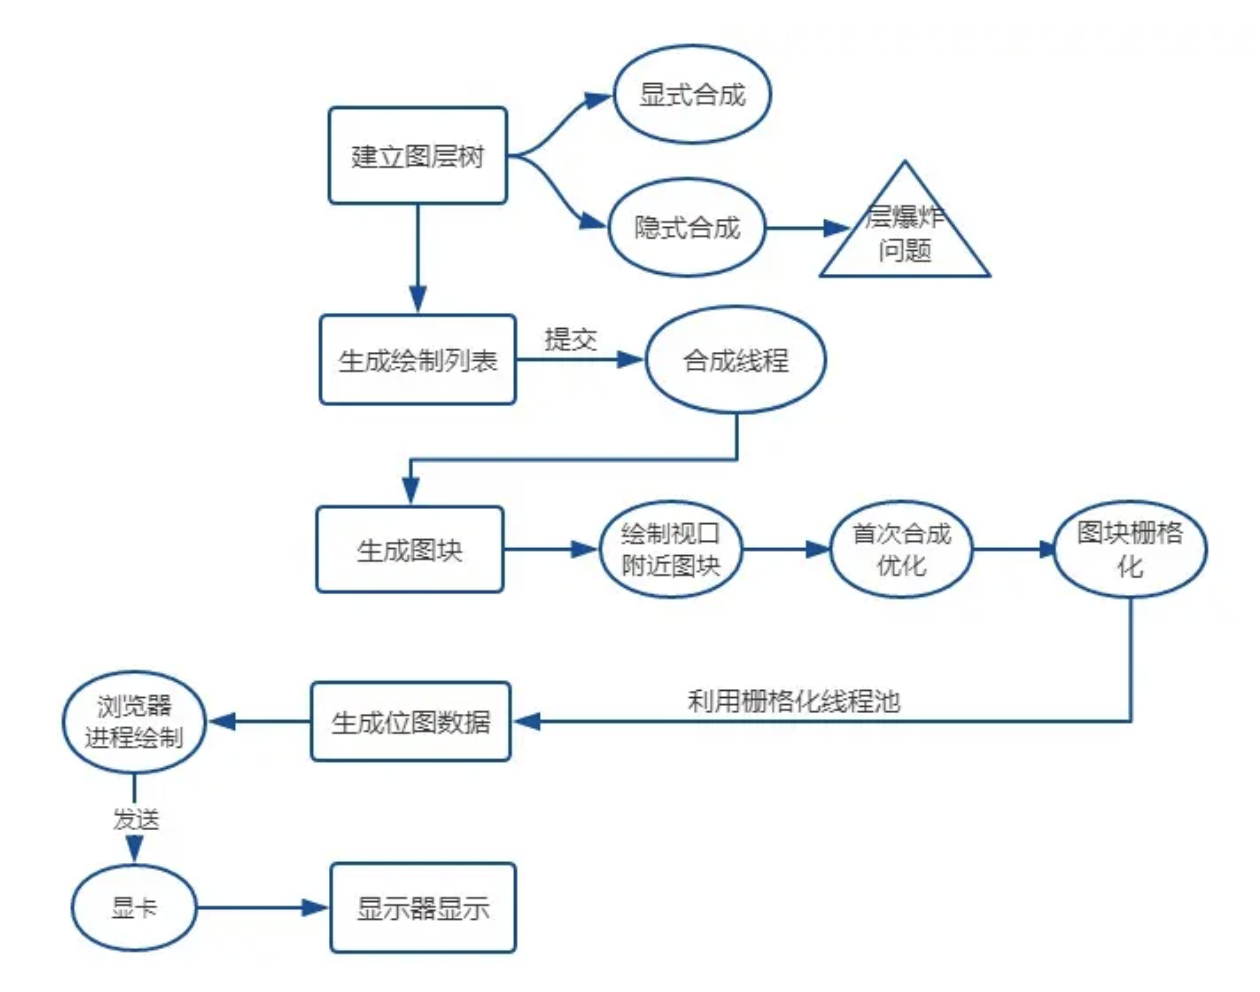 显式合成
建立图层树
隐式合成
层爆炸
问题
生成绘制列表
提交
合成线程
生成图块
绘制视口
附近图块
首次合成
优化
图块栅格
化
利用栅格化线程池
生成位图数据
浏览器
进程绘制
发送
显卡
显示器显示